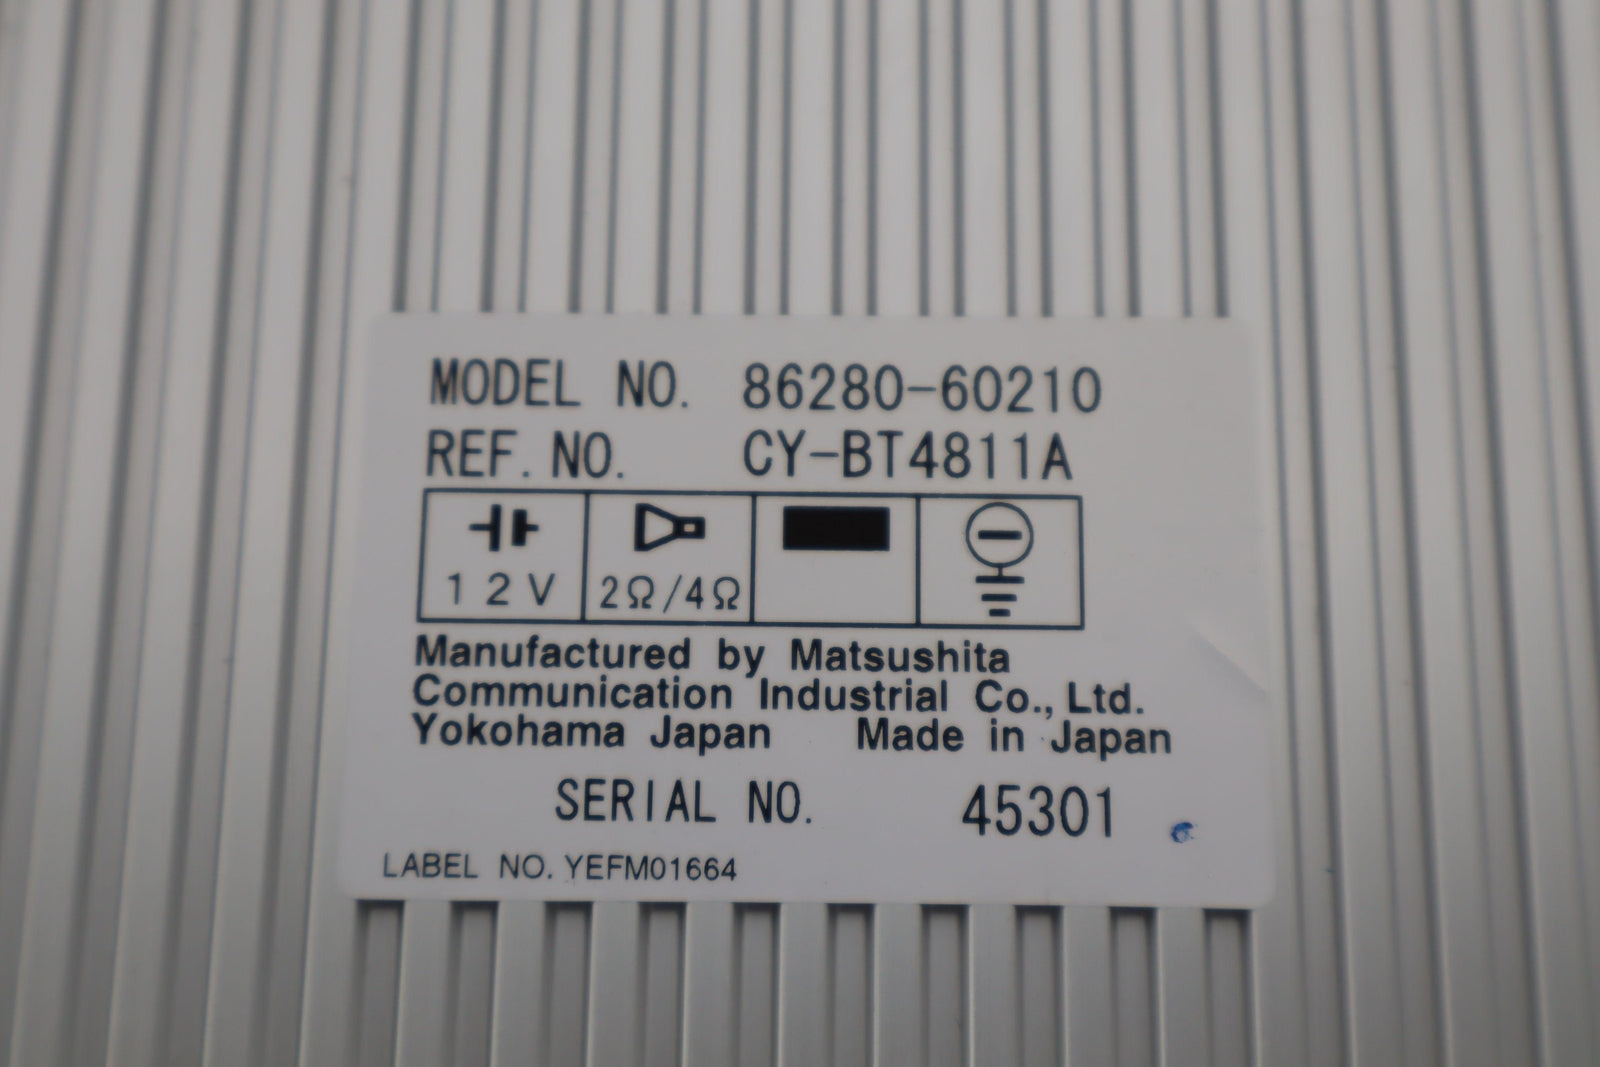 MODEL NO. 86280-60210
REF. NO. CY-BT4811A
12V 2Ω/4Ω
Manufactured by Matsushita
Communication Industrial Co., Ltd.
Yokohama Japan Made in Japan
SERIAL NO. 45301
LABEL NO. YEFM01664